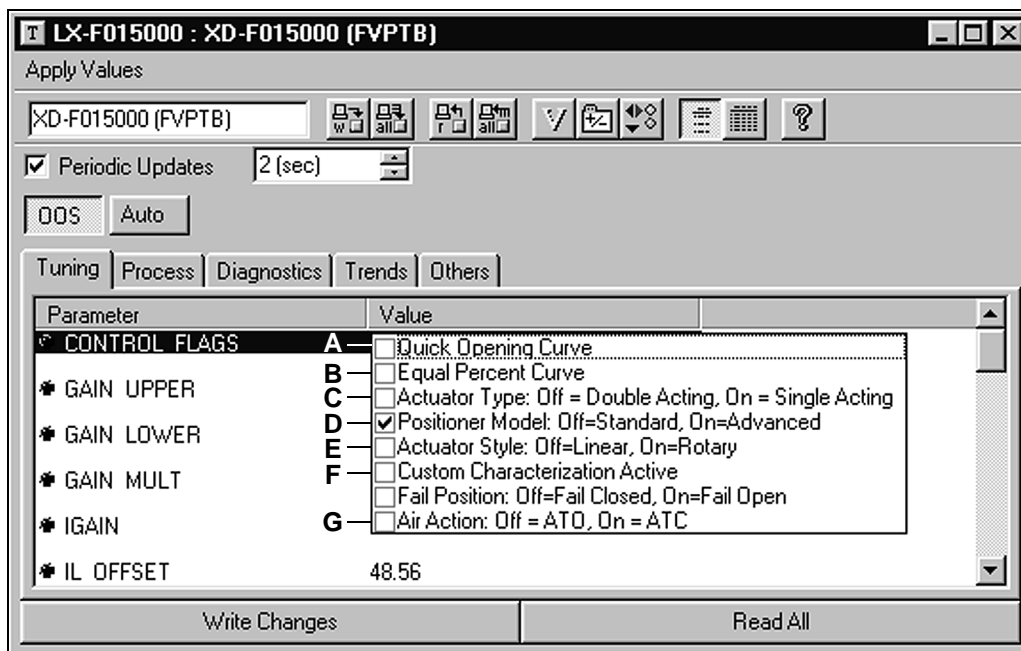 T LX-F015000 : XD-F015000 (FVPTB)
Apply Values
XD-F015000 (FVPTB)
w all r all ?
Periodic Updates 2 (sec)
OOS Auto
Tuning Process Diagnostics Trends Others
Parameter Value
CONTROL FLAGS
A Quick Opening Curve
B Equal Percent Curve
GAIN UPPER
C Actuator Type: Off = Double Acting, On = Single Acting
D Positioner Model: Off=Standard, On=Advanced
GAIN LOWER
E Actuator Style: Off=Linear, On=Rotary
F Custom Characterization Active
GAIN MULT
Fail Position: Off=Fail Closed, On=Fail Open
G Air Action: Off = ATO, On = ATC
IGAIN
IL OFFSET 48.56
Write Changes Read All